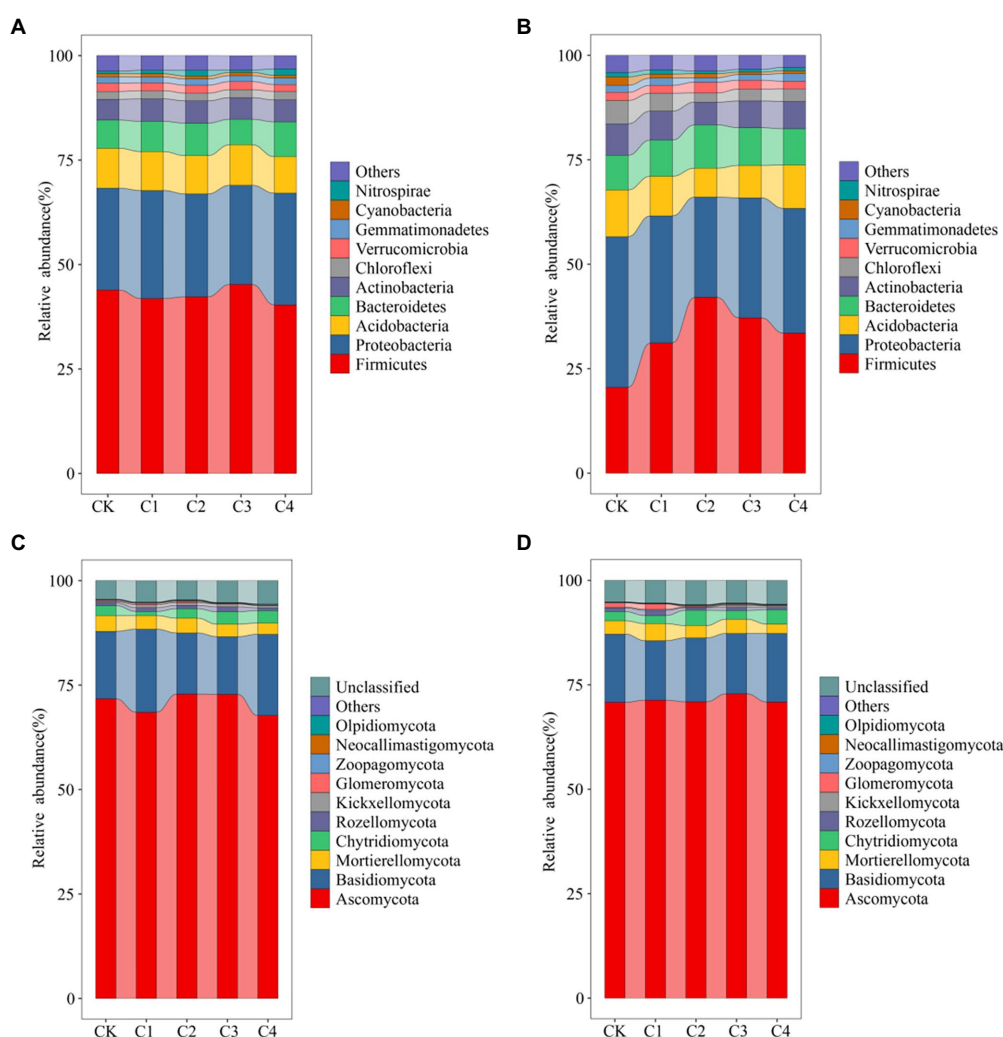 A
Relative abundance(%)
100
75
50
25
0
CK C1 C2 C3 C4
Others
Nitrospirae
Cyanobacteria
Gemmatimonadetes
Verrucomicrobia
Chloroflexi
Actinobacteria
Bacteroidetes
Acidobacteria
Proteobacteria
Firmicutes
B
Relative abundance(%)
100
75
50
25
0
CK C1 C2 C3 C4
Others
Nitrospirae
Cyanobacteria
Gemmatimonadetes
Verrucomicrobia
Chloroflexi
Actinobacteria
Bacteroidetes
Acidobacteria
Proteobacteria
Firmicutes
C
Relative abundance(%)
100
75
50
25
0
CK C1 C2 C3 C4
Unclassified
Others
Olpidiomycota
Neocallimastigomycota
Zoopagomycota
Glomeromycota
Kickxellomycota
Rozellomycota
Chytridiomycota
Mortierellomycota
Basidiomycota
Ascomycota
D
Relative abundance(%)
100
75
50
25
0
CK C1 C2 C3 C4
Unclassified
Others
Olpidiomycota
Neocallimastigomycota
Zoopagomycota
Glomeromycota
Kickxellomycota
Rozellomycota
Chytridiomycota
Mortierellomycota
Basidiomycota
Ascomycota